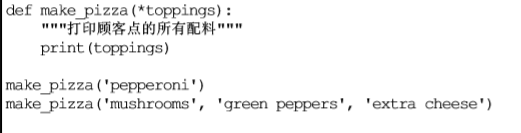 def make_pizza(*toppings):
    """打印顾客点的所有配料"""
    print(toppings)

make_pizza('pepperoni')
make_pizza('mushrooms', 'green peppers', 'extra cheese')